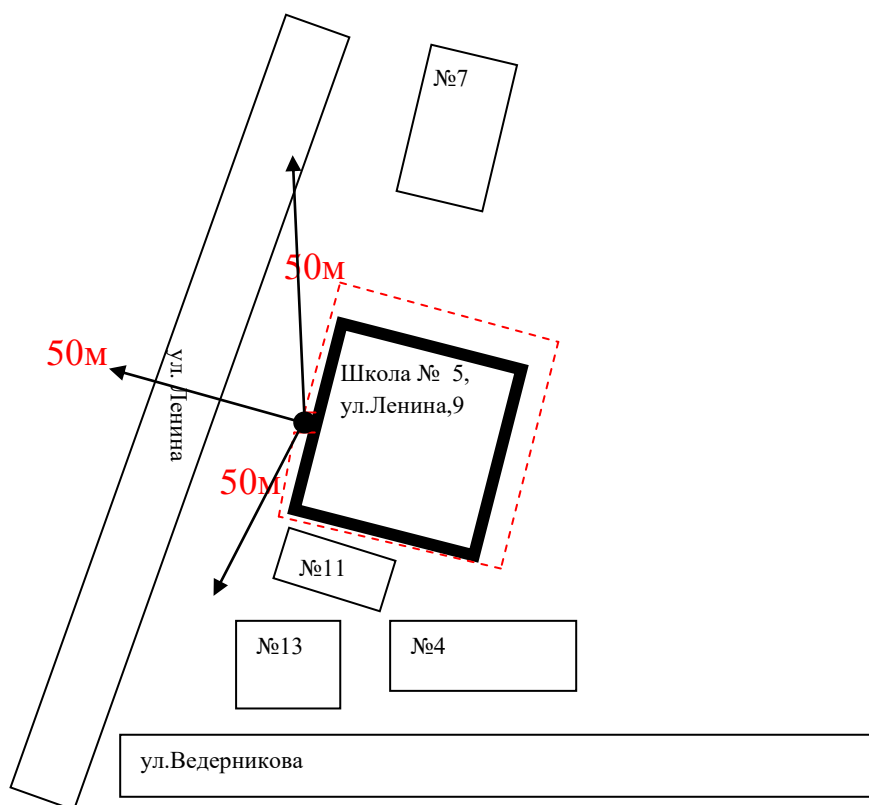 №7
50м
50м
ул. Ленина
Школа №  5,
ул.Ленина,9
50м
№11
№13
№4
ул.Ведерникова